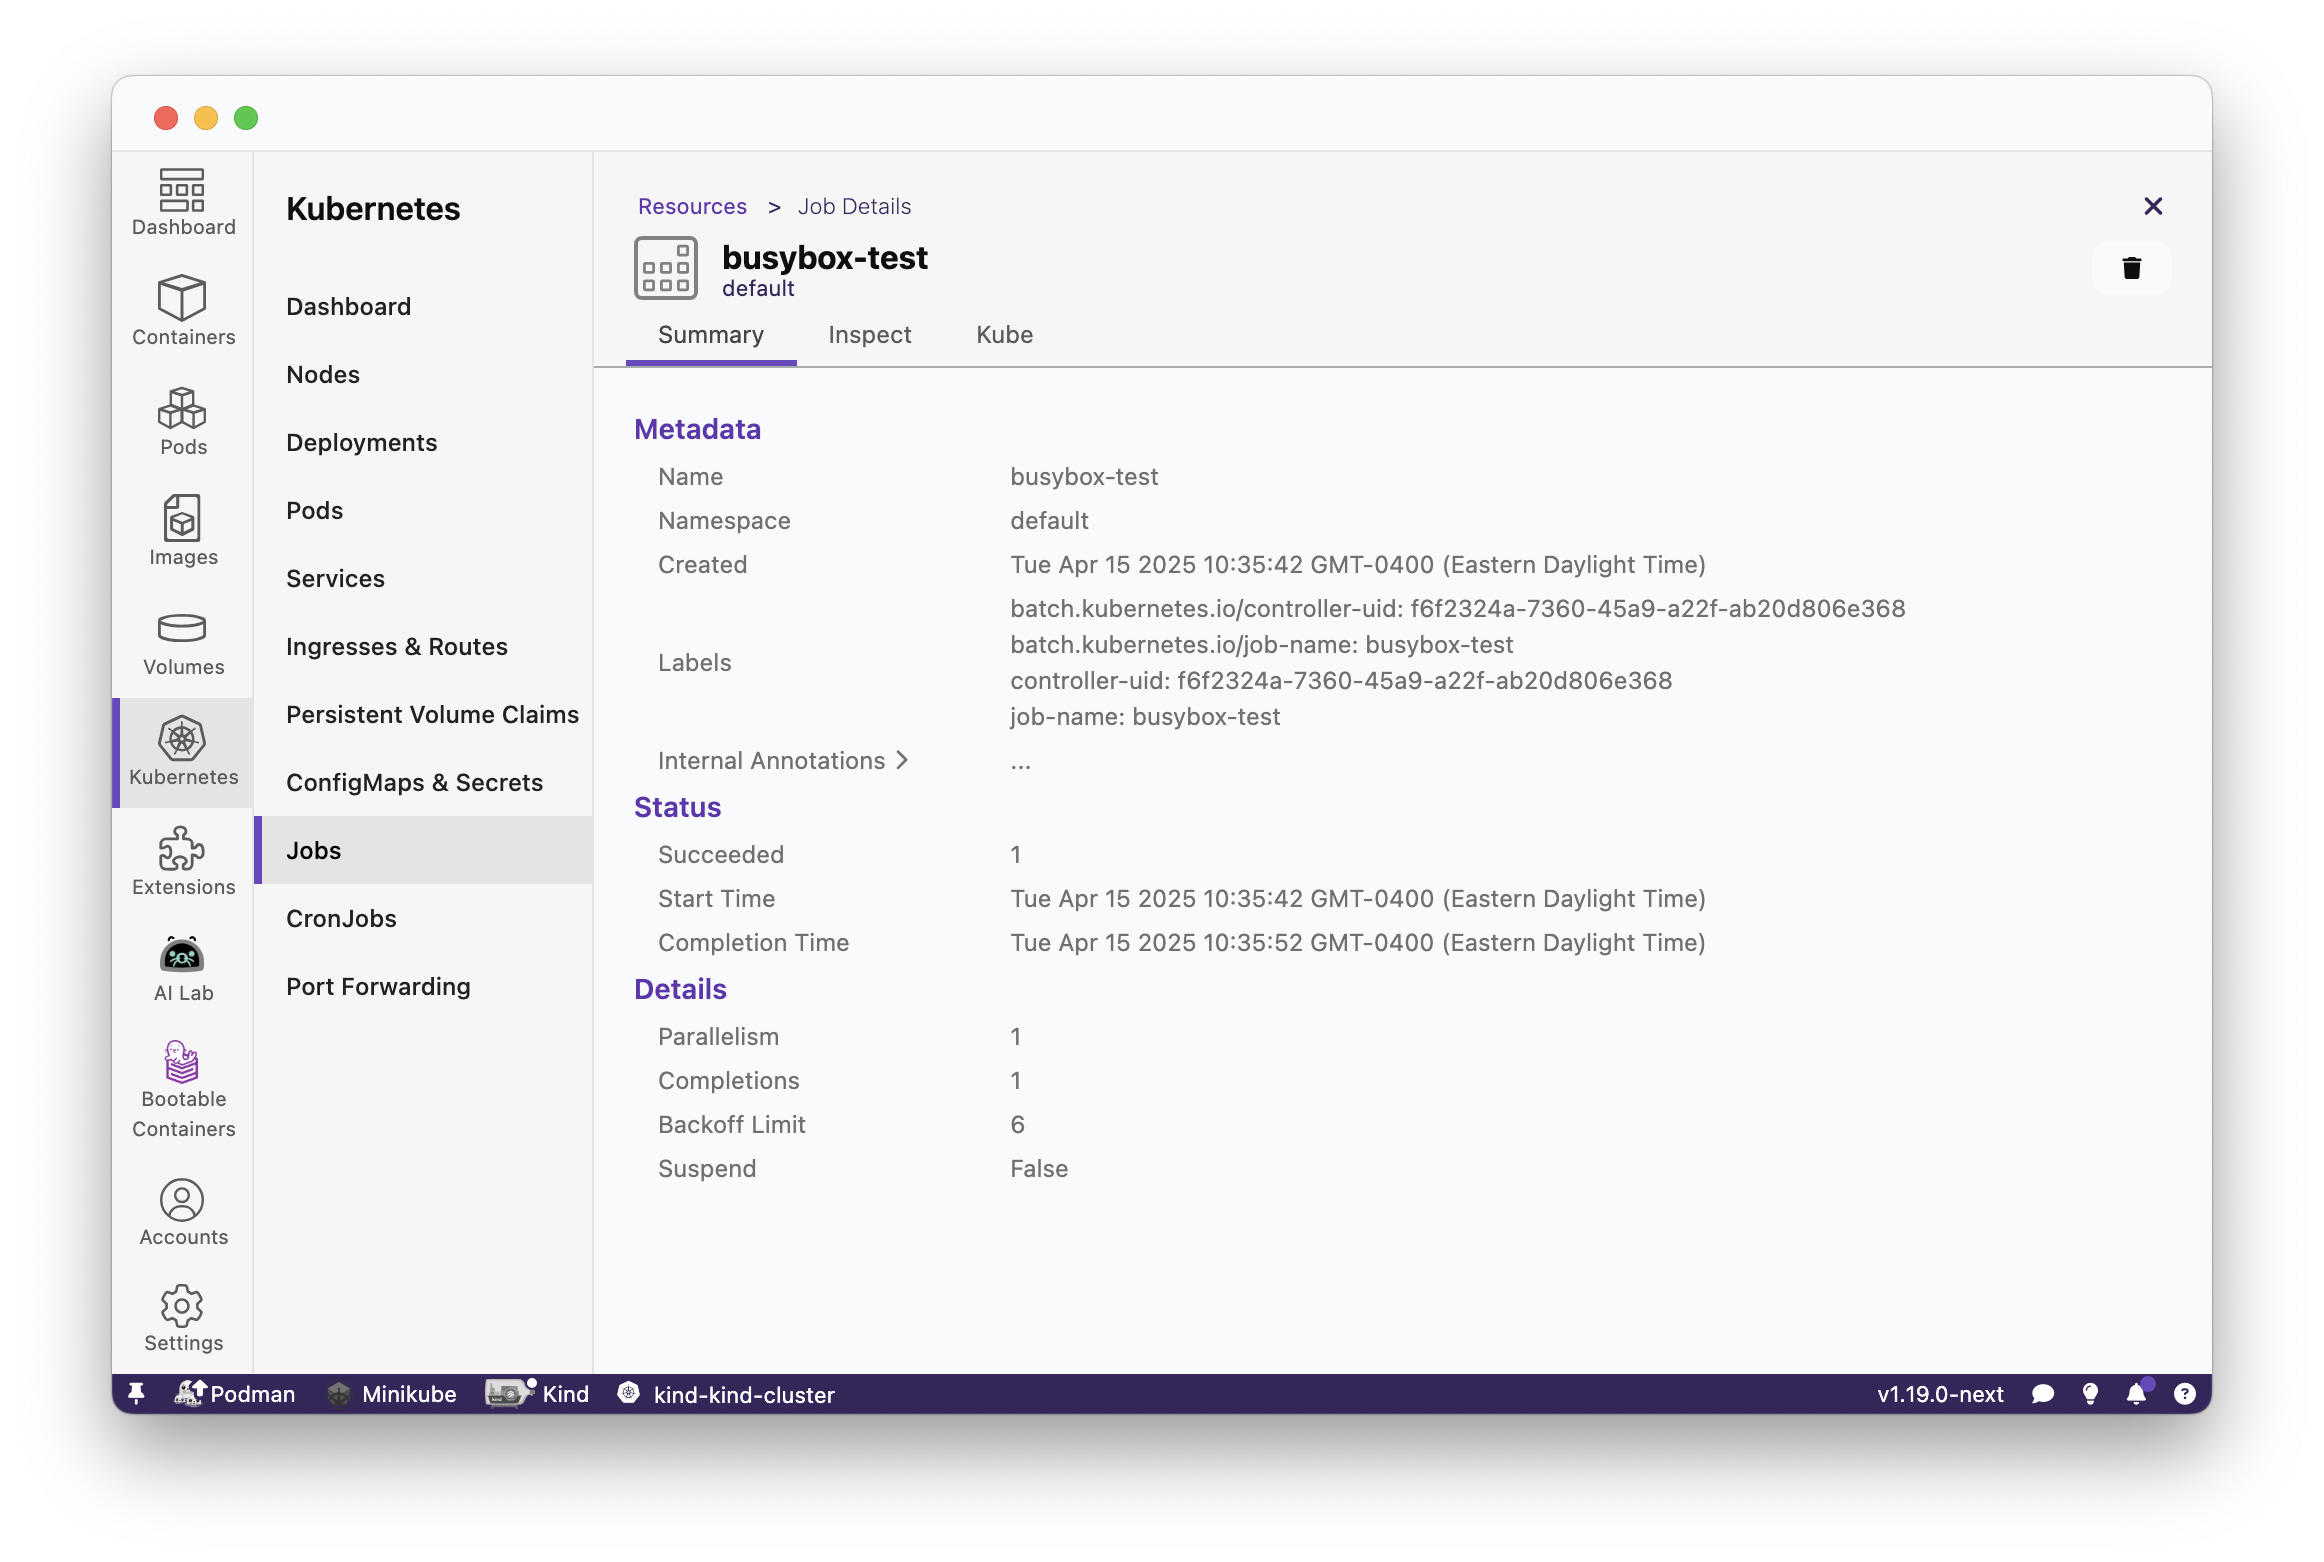 Dashboard
Containers
Pods
Images
Volumes
Kubernetes
Extensions
AI Lab
Bootable
Containers
Accounts
Settings
Kubernetes
Dashboard
Nodes
Deployments
Pods
Services
Ingresses & Routes
Persistent Volume Claims
ConfigMaps & Secrets
Jobs
CronJobs
Port Forwarding
Resources > Job Details
busybox-test
default
Summary Inspect Kube
Metadata
Name busybox-test
Namespace default
Created Tue Apr 15 2025 10:35:42 GMT-0400 (Eastern Daylight Time)
Labels batch.kubernetes.io/controller-uid: f6f2324a-7360-45a9-a22f-ab20d806e368
batch.kubernetes.io/job-name: busybox-test
controller-uid: f6f2324a-7360-45a9-a22f-ab20d806e368
job-name: busybox-test
Internal Annotations > ...
Status
Succeeded 1
Start Time Tue Apr 15 2025 10:35:42 GMT-0400 (Eastern Daylight Time)
Completion Time Tue Apr 15 2025 10:35:52 GMT-0400 (Eastern Daylight Time)
Details
Parallelism 1
Completions 1
Backoff Limit 6
Suspend False
Podman Minikube Kind kind-kind-cluster v1.19.0-next